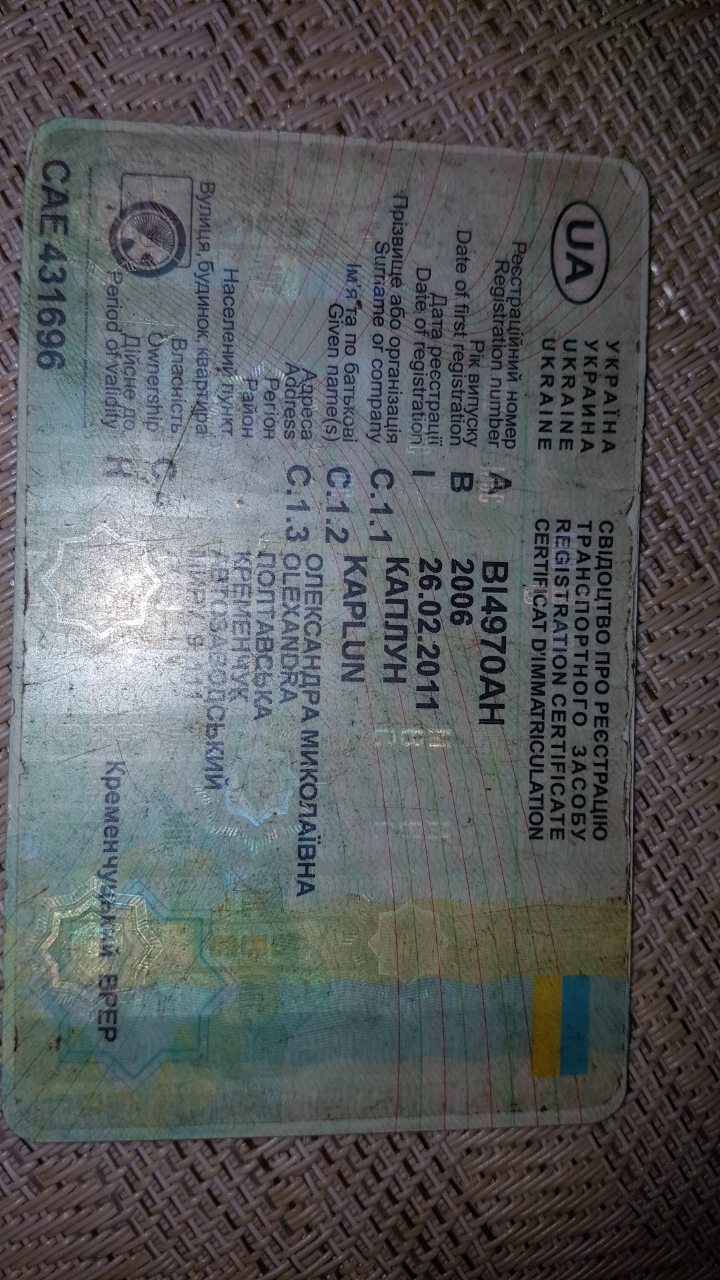 UA
УКРАЇНА
УКРАИНА
UKRAINE
UKRAINE
СВІДОЦТВО ПРО РЕЄСТРАЦІЮ
ТРАНСПОРТНОГО ЗАСОБУ
REGISTRATION CERTIFICATE
CERTIFICAT D'IMMATRICULATION
Реєстраційний номер
Registration number A BI4970AH
Рік випуску
Date of first registration B 2006
Дата реєстрації
Date of registration I 26.02.2011
Прізвище або організація C.1.1 КАПЛУН
Surname or company
Ім'я та по батькові C.1.2 KAPLUN
Given name(s)
ОЛЕКСАНДРА МИКОЛАЇВНА
Адреса C.1.3 OLEXANDRA
Address
Регіон ПОЛТАВСЬКА
Район КРЕМЕНЧУК
Населений пункт АВТОЗАВОДСЬКИЙ
Вулиця, будинок, квартира
Власність
Ownership
Дійсне до
Period of validity H
Кременчуцький ВРЕР
CAE 431696